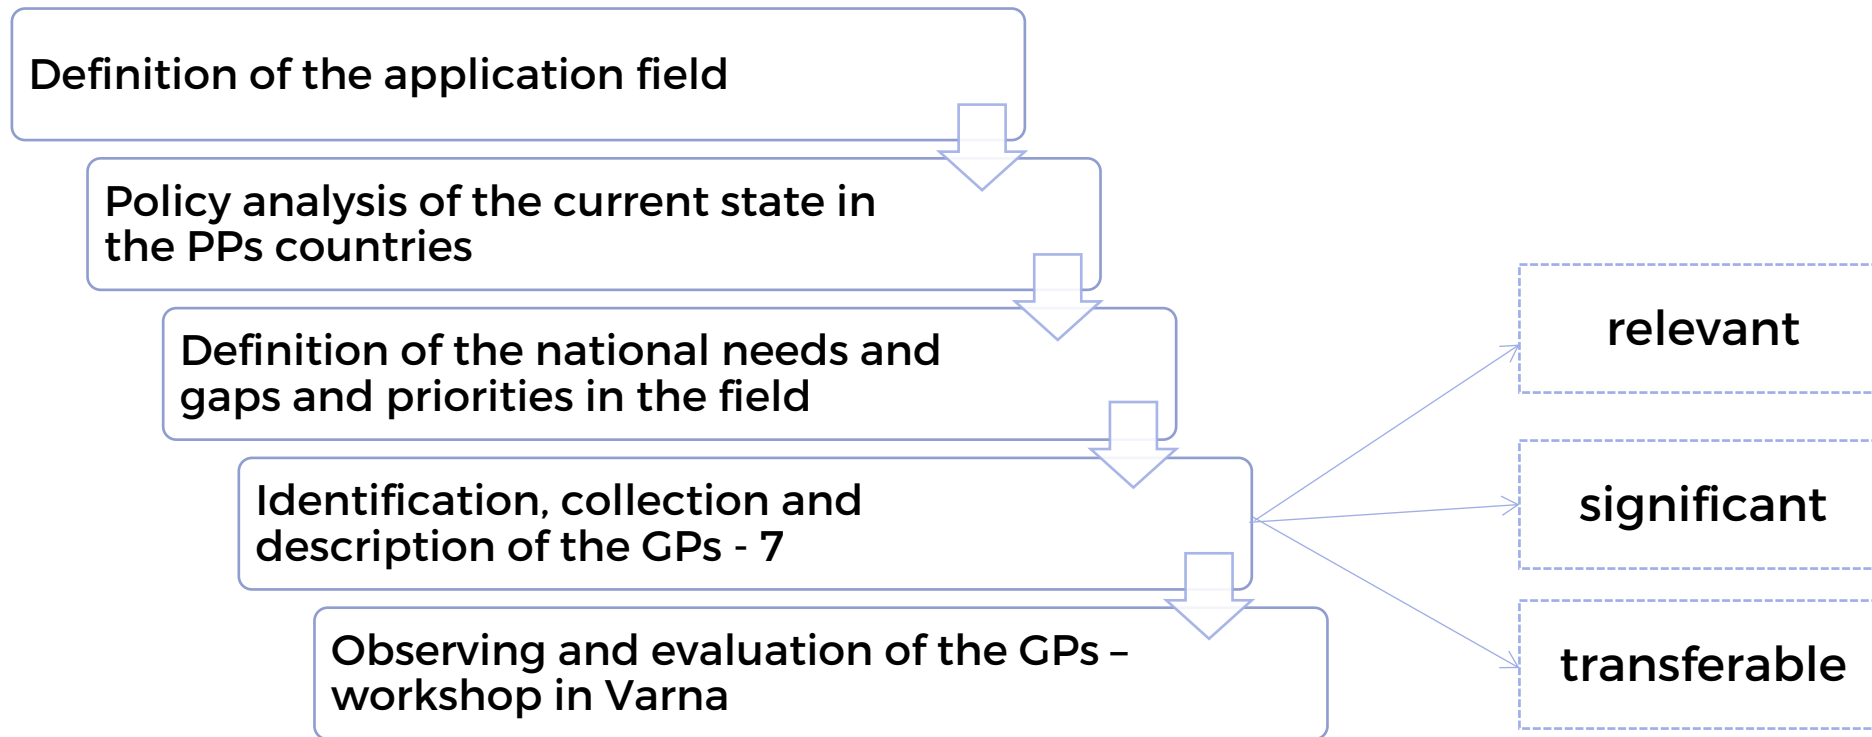 Definition of the application field
Policy analysis of the current state in
the PPs countries
Definition of the national needs and
gaps and priorities in the field
Identification, collection and
description of the GPs - 7
Observing and evaluation of the GPs –
workshop in Varna
relevant
significant
transferable